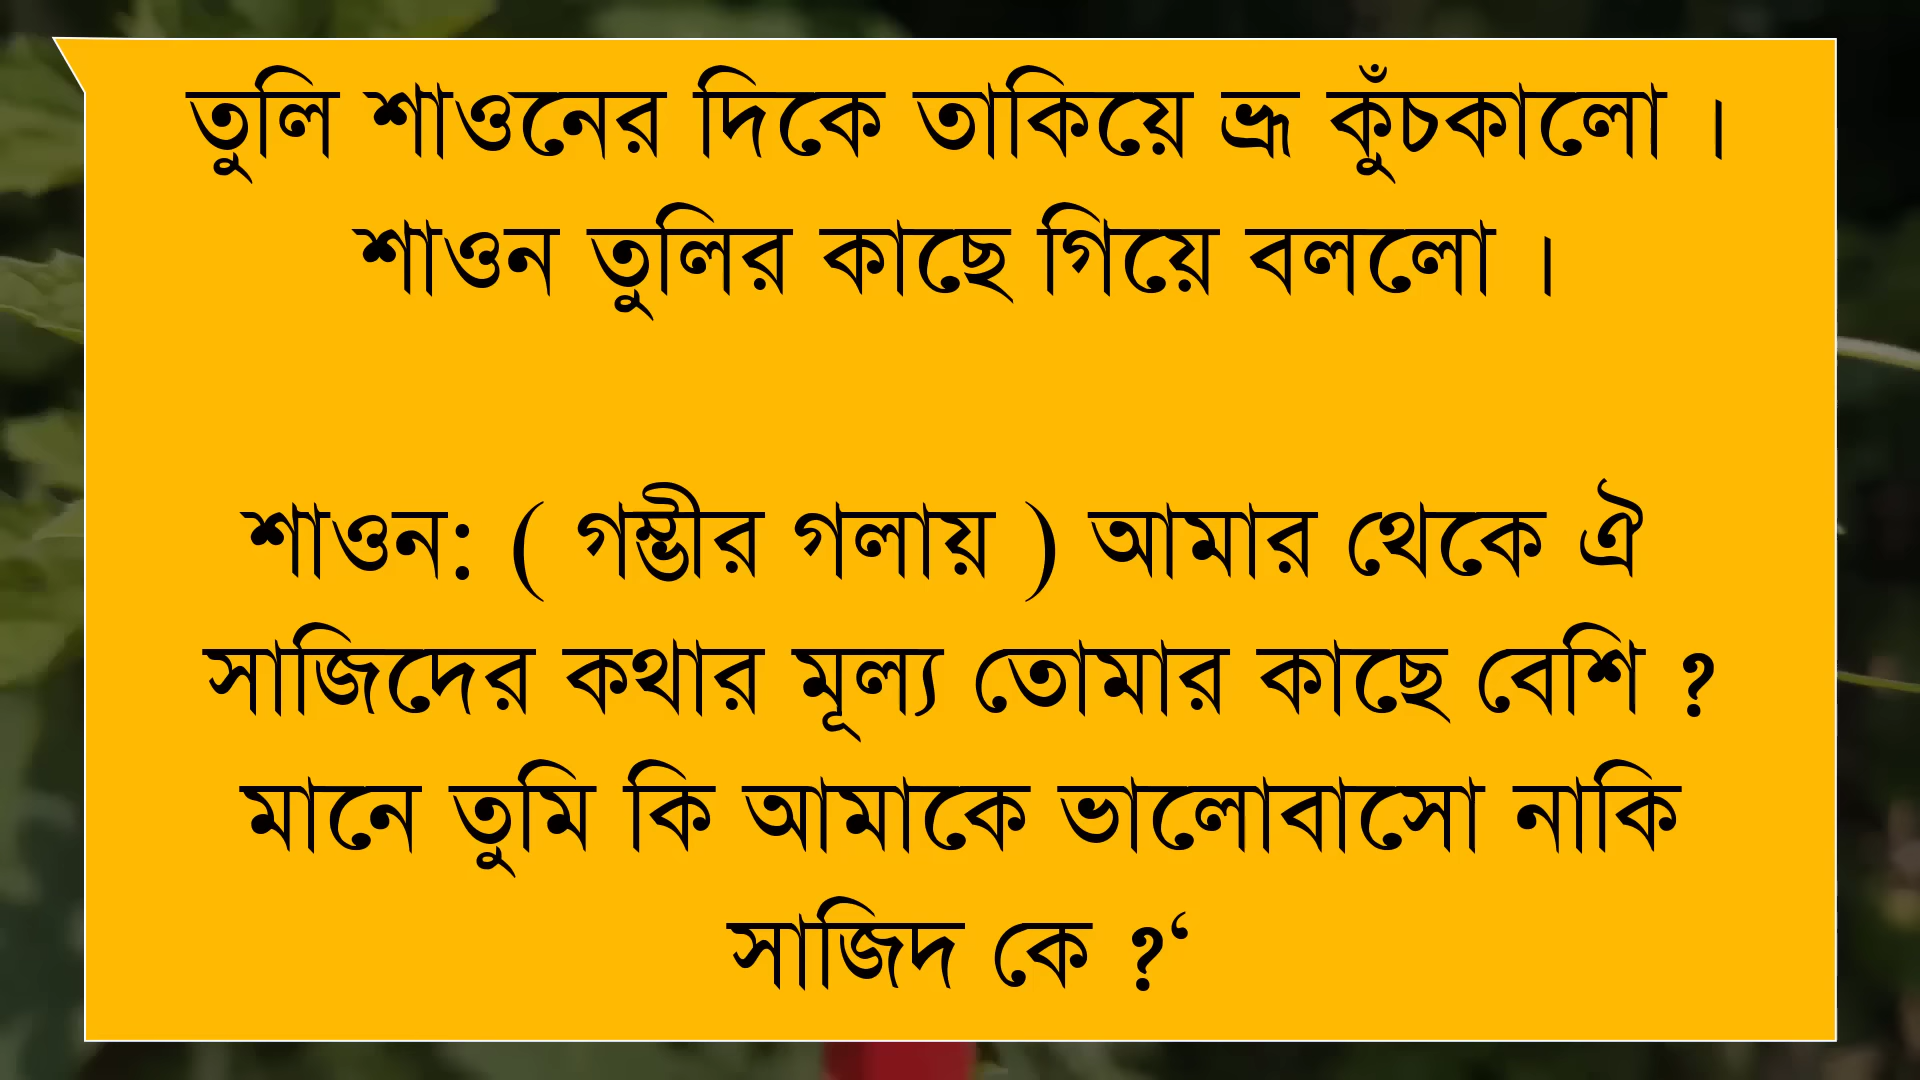 তুলি শাওনের দিকে তাকিয়ে ভ্রূ কুঁচকালো ।
শাওন তুলির কাছে গিয়ে বললো ।
শাওন: ( গম্ভীর গলায় ) আমার থেকে ঐ
সাজিদের কথার মূল্য তোমার কাছে বেশি ?
মানে তুমি কি আমাকে ভালোবাসো নাকি
সাজিদ কে ?‘